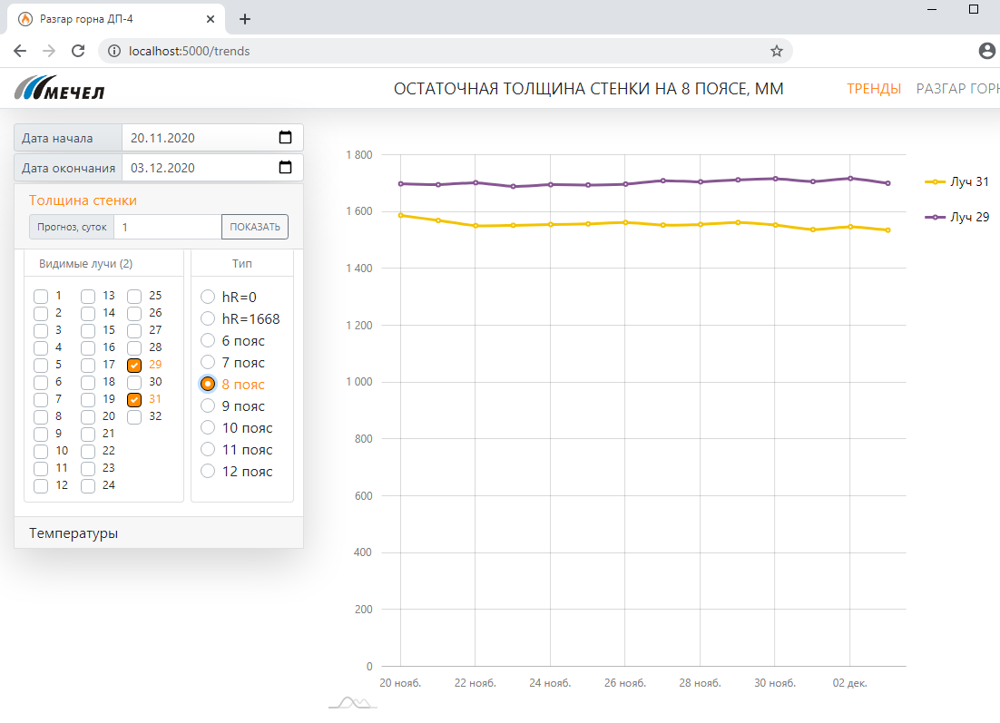 Разгар горна ДП-4
localhost:5000/trends
МЕЧЕЛ
ОСТАТОЧНАЯ ТОЛЩИНА СТЕНКИ НА 8 ПОЯСЕ, ММ
ТРЕНДЫ
РАЗГАР ГОРН
Дата начала 20.11.2020
Дата окончания 03.12.2020
Толщина стенки
Прогноз, суток 1 ПОКАЗАТЬ
Видимые лучи (2)
1 13 25
2 14 26
3 15 27
4 16 28
5 17 29
6 18 30
7 19 31
8 20 32
9 21
10 22
11 23
12 24
Тип
hR=0
hR=1668
6 пояс
7 пояс
8 пояс
9 пояс
10 пояс
11 пояс
12 пояс
Температуры
1 800
1 600
1 400
1 200
1 000
800
600
400
200
0
20 нояб. 22 нояб. 24 нояб. 26 нояб. 28 нояб. 30 нояб. 02 дек.
Луч 31
Луч 29